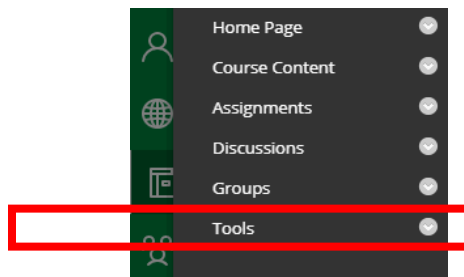 Home Page
Course Content
Assignments
Discussions
Groups
Tools